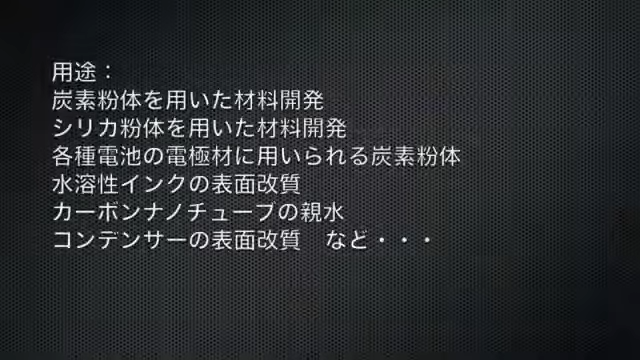 用途：
炭素粉体を用いた材料開発
シリカ粉体を用いた材料開発
各種電池の電極材に用いられる炭素粉体
水溶性インクの表面改質
カーボンナノチューブの親水
コンデンサーの表面改質　など・・・